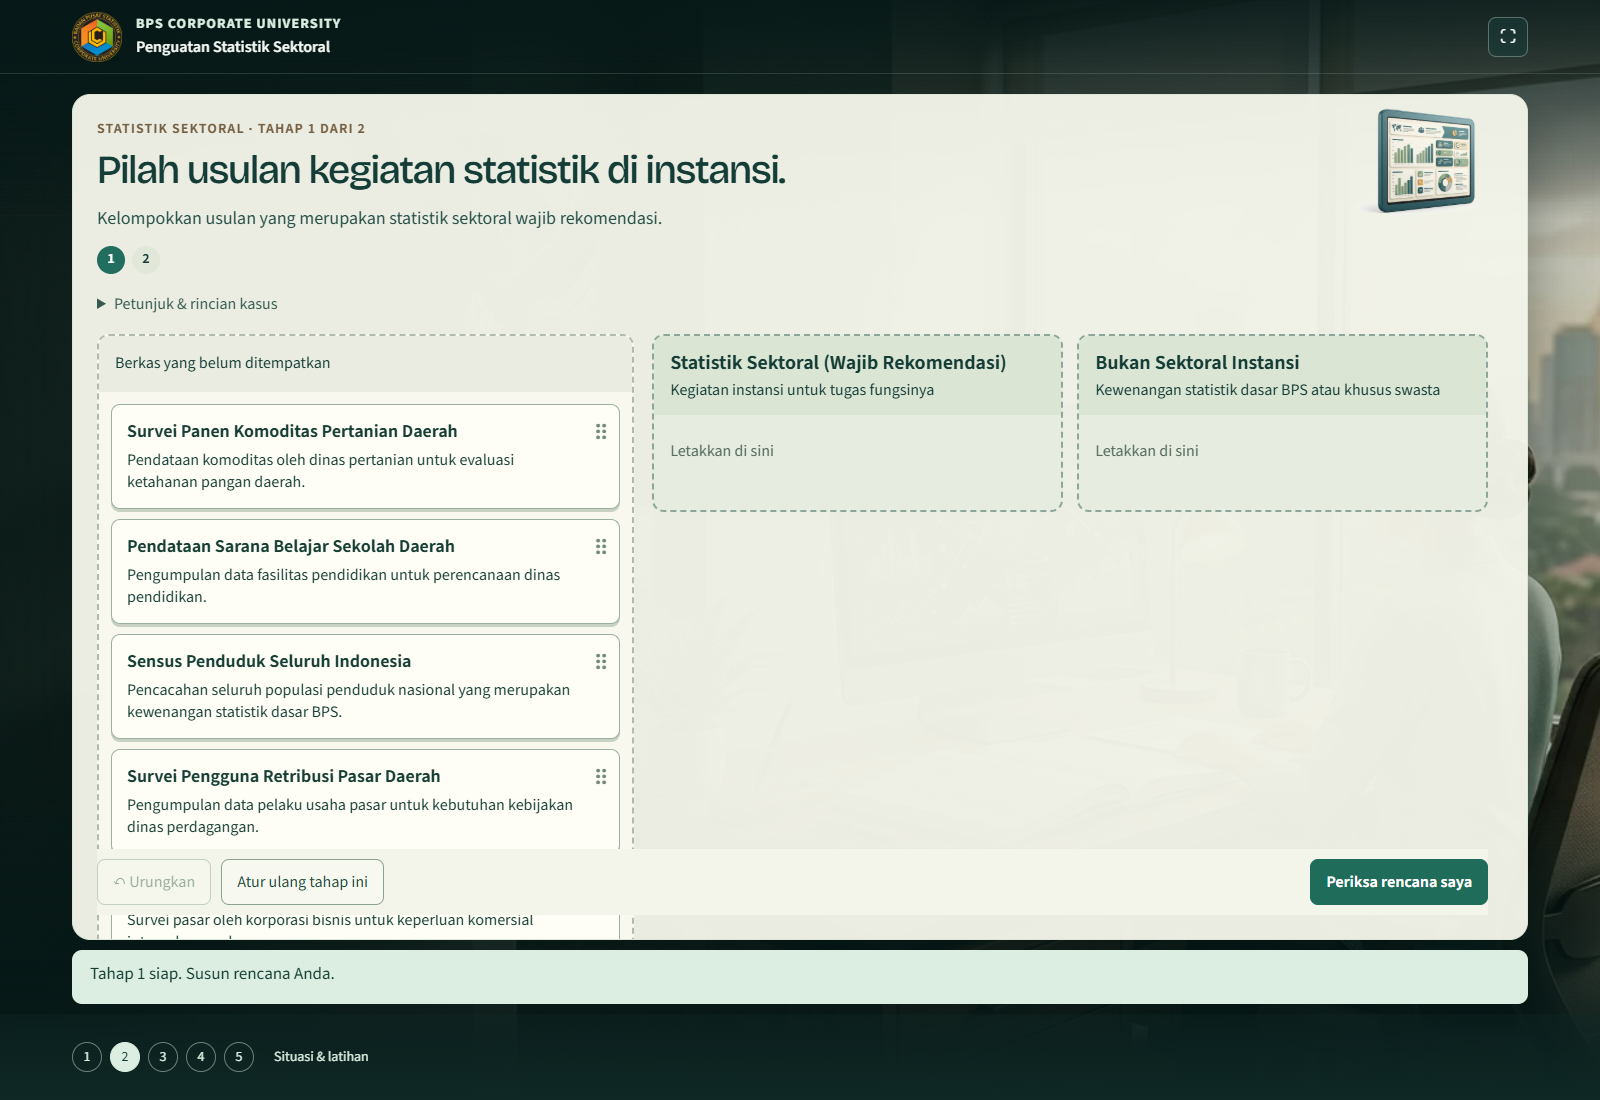 BPS CORPORATE UNIVERSITY
Penguatan Statistik Sektoral
STATISTIK SEKTORAL · TAHAP 1 DARI 2
Pilah usulan kegiatan statistik di instansi.
Kelompokkan usulan yang merupakan statistik sektoral wajib rekomendasi.
1 2
Petunjuk & rincian kasus
Berkas yang belum ditempatkan
Survei Panen Komoditas Pertanian Daerah
Pendataan komoditas oleh dinas pertanian untuk evaluasi
ketahanan pangan daerah.
Pendataan Sarana Belajar Sekolah Daerah
Pengumpulan data fasilitas pendidikan untuk perencanaan dinas
pendidikan.
Sensus Penduduk Seluruh Indonesia
Pencacahan seluruh populasi penduduk nasional yang merupakan
kewenangan statistik dasar BPS.
Survei Pengguna Retribusi Pasar Daerah
Pengumpulan data pelaku usaha pasar untuk kebutuhan kebijakan
dinas perdagangan.
Survei pasar oleh korporasi bisnis untuk keperluan komersial
Statistik Sektoral (Wajib Rekomendasi)
Kegiatan instansi untuk tugas fungsinya
Letakkan di sini
Bukan Sektoral Instansi
Kewenangan statistik dasar BPS atau khusus swasta
Letakkan di sini
Urungkan
Atur ulang tahap ini
Periksa rencana saya
Tahap 1 siap. Susun rencana Anda.
1 2 3 4 5 Situasi & latihan